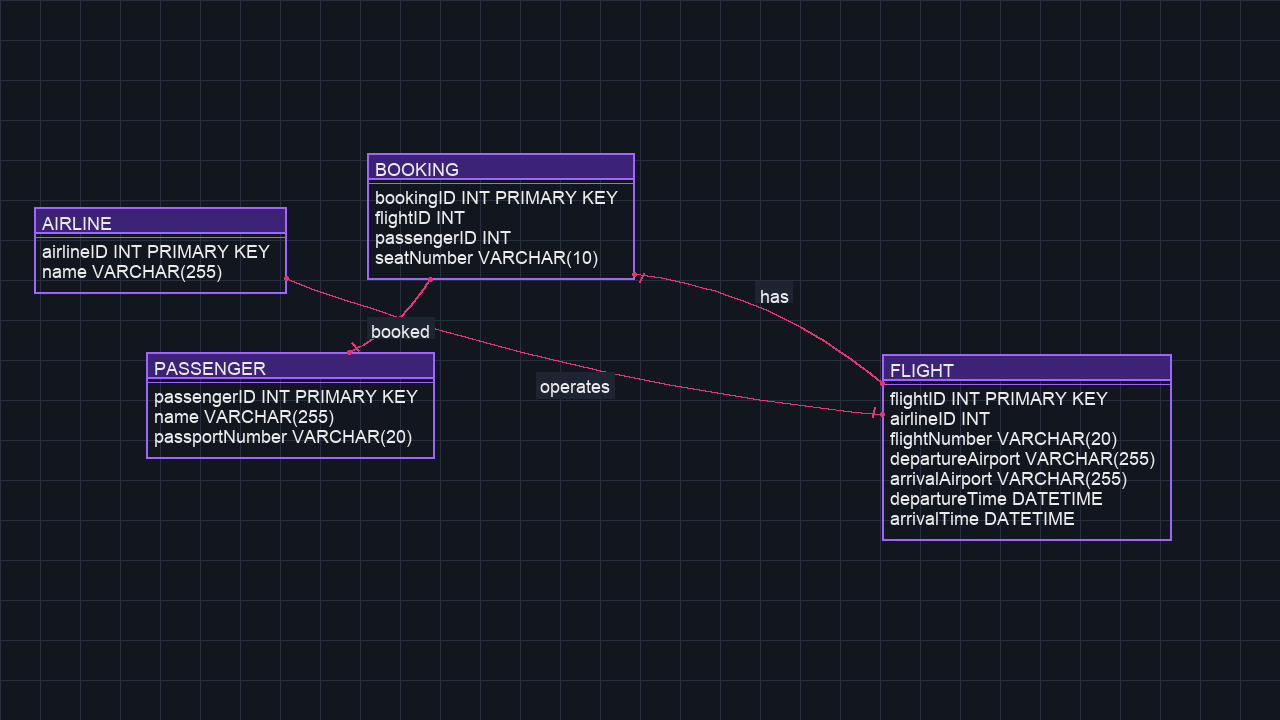 BOOKING
bookingID INT PRIMARY KEY
flightID INT
passengerID INT
seatNumber VARCHAR(10)
AIRLINE
airlineID INT PRIMARY KEY
name VARCHAR(255)
has
booked
operates
PASSENGER
passengerID INT PRIMARY KEY
name VARCHAR(255)
passportNumber VARCHAR(20)
FLIGHT
flightID INT PRIMARY KEY
airlineID INT
flightNumber VARCHAR(20)
departureAirport VARCHAR(255)
arrivalAirport VARCHAR(255)
departureTime DATETIME
arrivalTime DATETIME